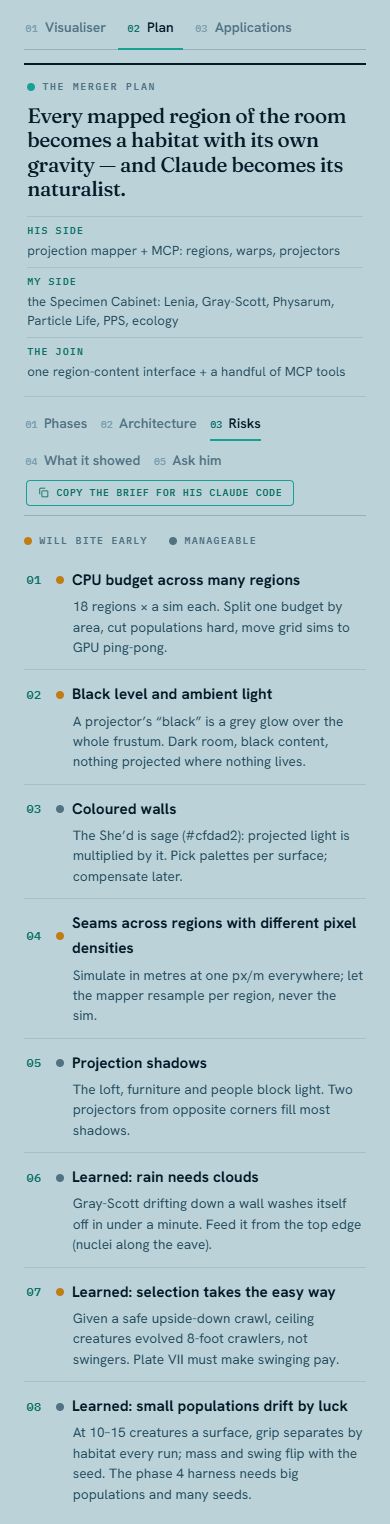 01 Visualiser 02 Plan 03 Applications
THE MERGER PLAN
Every mapped region of the room
becomes a habitat with its own
gravity — and Claude becomes its
naturalist.
HIS SIDE
projection mapper + MCP: regions, warps, projectors
MY SIDE
the Specimen Cabinet: Lenia, Gray-Scott, Physarum,
Particle Life, PPS, ecology
THE JOIN
one region-content interface + a handful of MCP tools
01 Phases 02 Architecture 03 Risks
04 What it showed 05 Ask him
COPY THE BRIEF FOR HIS CLAUDE CODE
WILL BITE EARLY MANAGEABLE
01 CPU budget across many regions
18 regions × a sim each. Split one budget by
area, cut populations hard, move grid sims to
GPU ping-pong.
02 Black level and ambient light
A projector’s “black” is a grey glow over the
whole frustum. Dark room, black content,
nothing projected where nothing lives.
03 Coloured walls
The She’d is sage (#cfdad2): projected light is
multiplied by it. Pick palettes per surface;
compensate later.
04 Seams across regions with different pixel
densities
Simulate in metres at one px/m everywhere; let
the mapper resample per region, never the
sim.
05 Projection shadows
The loft, furniture and people block light. Two
projectors from opposite corners fill most
shadows.
06 Learned: rain needs clouds
Gray-Scott drifting down a wall washes itself
off in under a minute. Feed it from the top edge
(nuclei along the eave).
07 Learned: selection takes the easy way
Given a safe upside-down crawl, ceiling
creatures evolved 8-foot crawlers, not
swingers. Plate VII must make swinging pay.
08 Learned: small populations drift by luck
At 10–15 creatures a surface, grip separates by
habitat every run; mass and swing flip with the
seed. The phase 4 harness needs big
populations and many seeds.